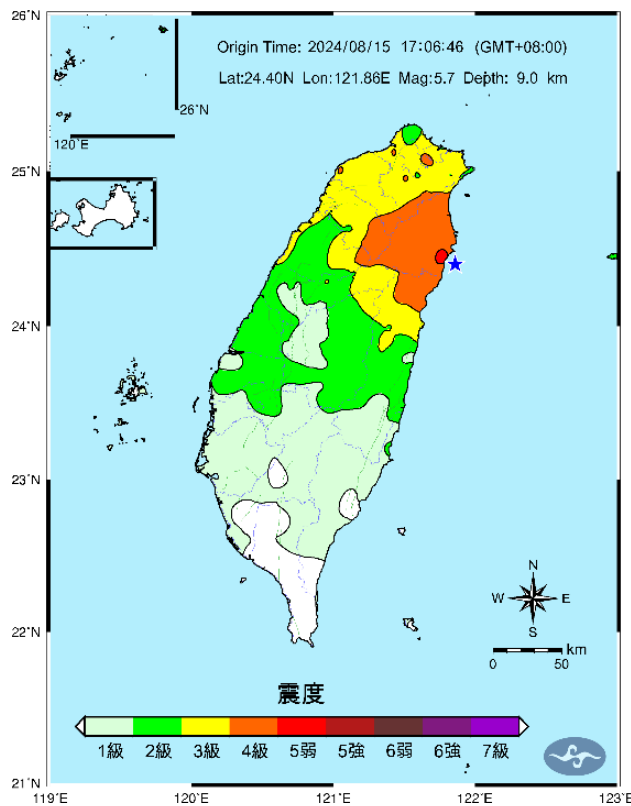 26°N
Origin Time: 2024/08/15 17:06:46 (GMT+08:00)
Lat:24.40N Lon:121.86E Mag:5.7 Depth: 9.0 km
26°N
120°E
25°N
24°N
23°N
22°N
N
W E
S
km
0 50
震度
1級 2級 3級 4級 5弱 5強 6弱 6強 7級
21°N
119°E 120°E 121°E 122°E 123°E